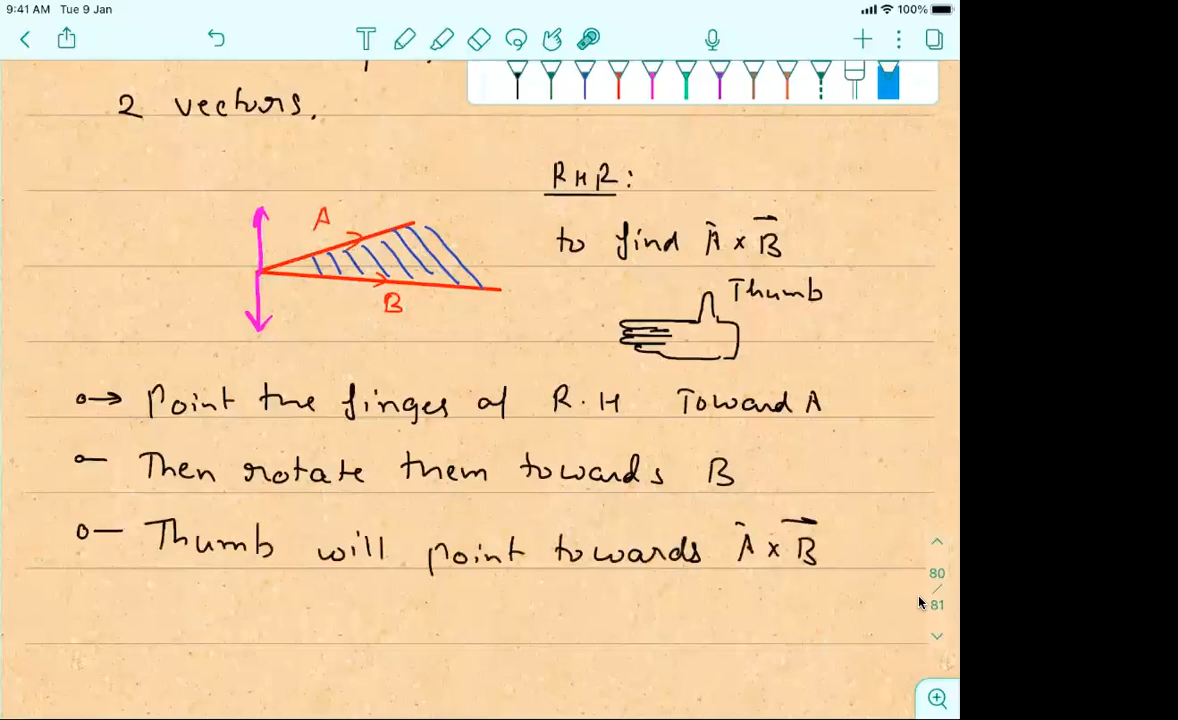 9:41 AM Tue 9 Jan
100%
2 vectors.
RHR:
A
to find A x B
Thumb
B
Point the finges of R.H Toward A
Then rotate them towards B
Thumb will point towards A x B
80
/
81